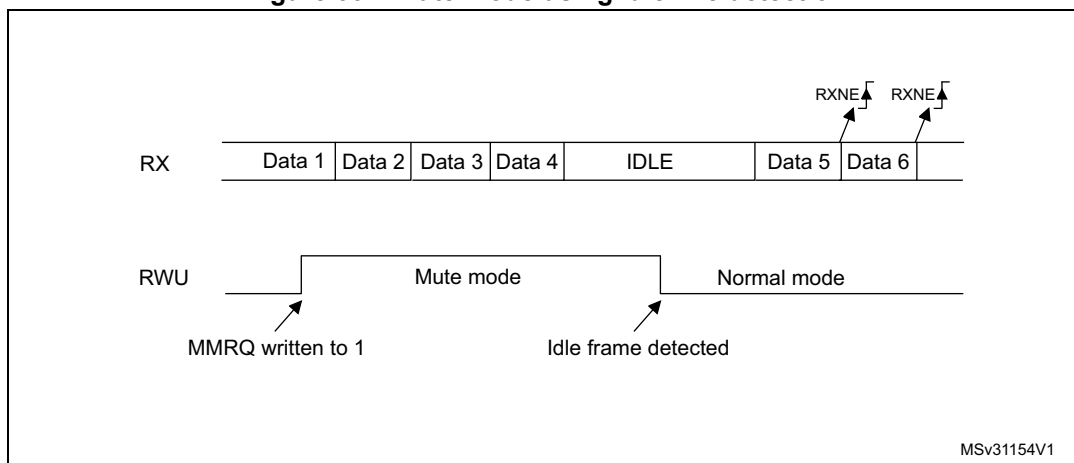 RXNE RXNE
RX Data 1 Data 2 Data 3 Data 4 IDLE Data 5 Data 6
RWU Mute mode Normal mode
MMRQ written to 1 Idle frame detected
MSv31154V1